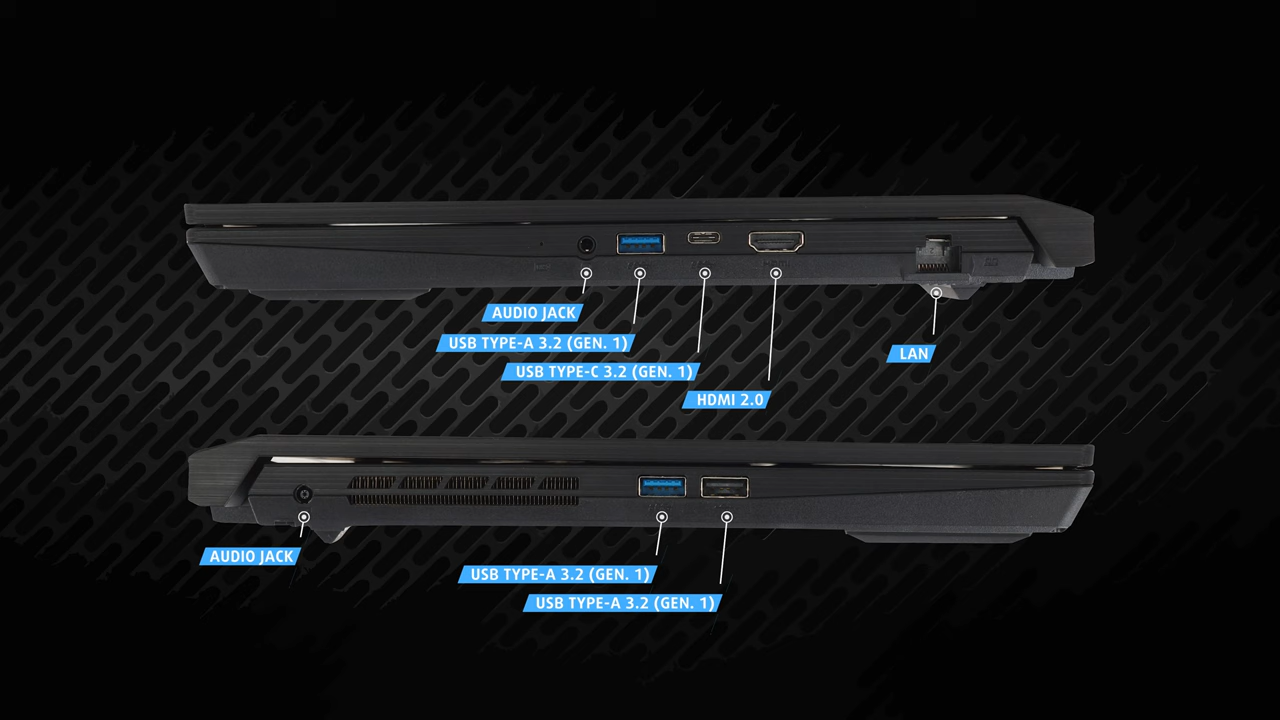 AUDIO JACK
USB TYPE-A 3.2 (GEN. 1)
USB TYPE-C 3.2 (GEN. 1)
HDMI 2.0
LAN
AUDIO JACK
USB TYPE-A 3.2 (GEN. 1)
USB TYPE-A 3.2 (GEN. 1)